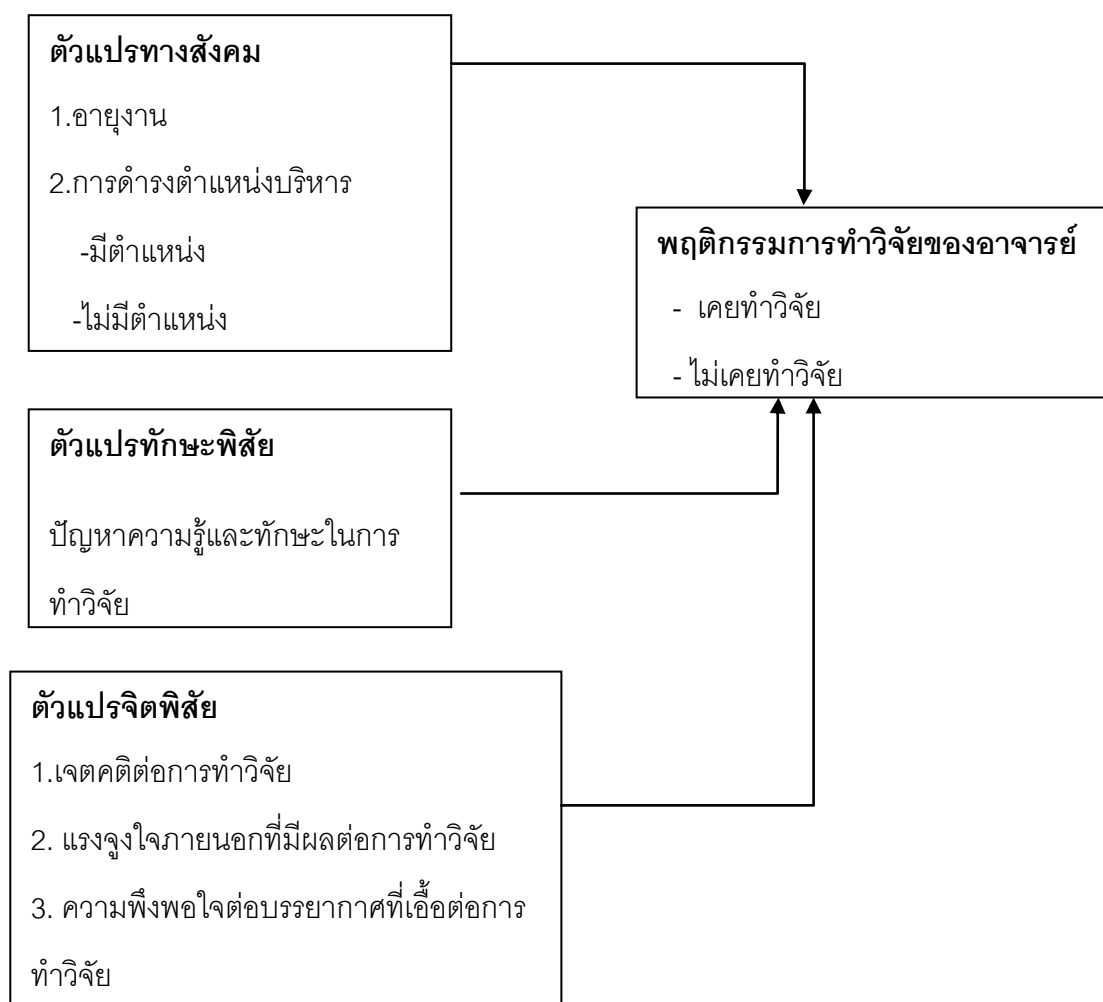 ตัวแปรทางสังคม
1.อายุงาน
2.การดำรงตำแหน่งบริหาร
-มีตำแหน่ง
-ไม่มีตำแหน่ง
พฤติกรรมการทำวิจัยของอาจารย์
- เคยทำวิจัย
- ไม่เคยทำวิจัย
ตัวแปรทักษะพิสัย
ปัญหาความรู้และทักษะในการ
ทำวิจัย
ตัวแปรจิตพิสัย
1.เจตคติต่อการทำวิจัย
2. แรงจูงใจภายนอกที่มีผลต่อการทำวิจัย
3. ความพึงพอใจต่อบรรยากาศที่เอื้อต่อการ
ทำวิจัย